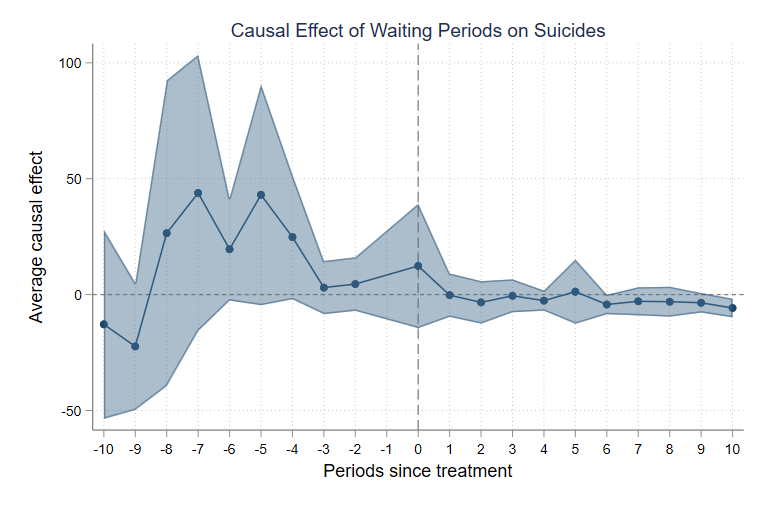 Causal Effect of Waiting Periods on Suicides
Average causal effect
100
50
0
-50
-10 -9 -8 -7 -6 -5 -4 -3 -2 -1 0 1 2 3 4 5 6 7 8 9 10
Periods since treatment